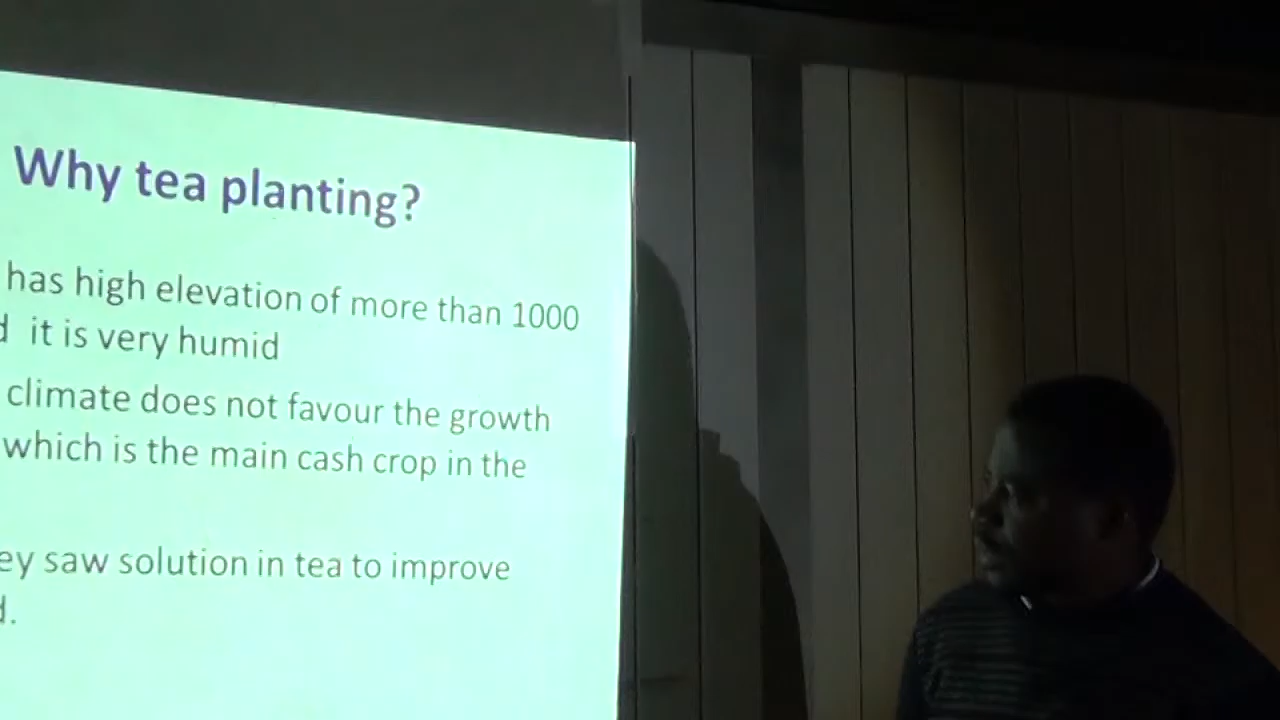 Why tea planting?
has high elevation of more than 1000
it is very humid
climate does not favour the growth
which is the main cash crop in the
saw solution in tea to improve